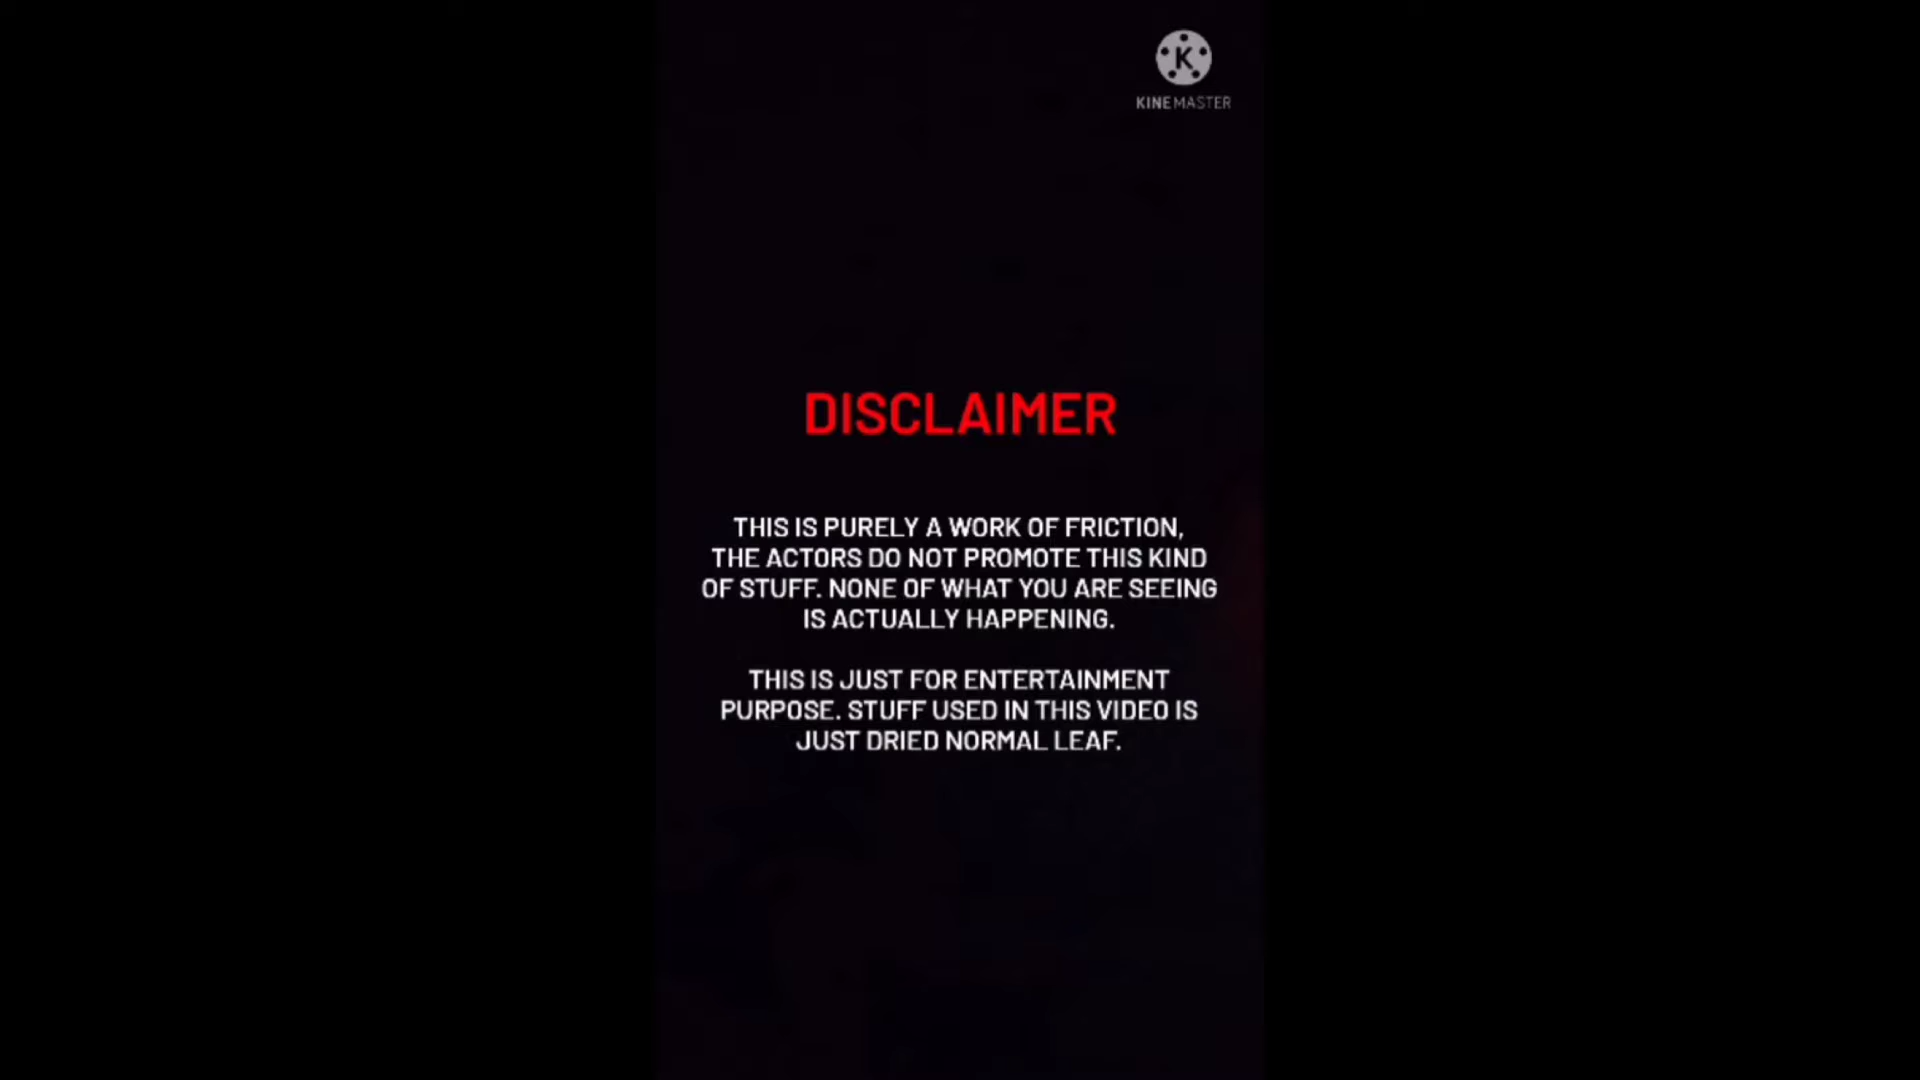 K
KINEMASTER
DISCLAIMER
THIS IS PURELY A WORK OF FRICTION,
THE ACTORS DO NOT PROMOTE THIS KIND
OF STUFF. NONE OF WHAT YOU ARE SEEING
IS ACTUALLY HAPPENING.
THIS IS JUST FOR ENTERTAINMENT
PURPOSE. STUFF USED IN THIS VIDEO IS
JUST DRIED NORMAL LEAF.